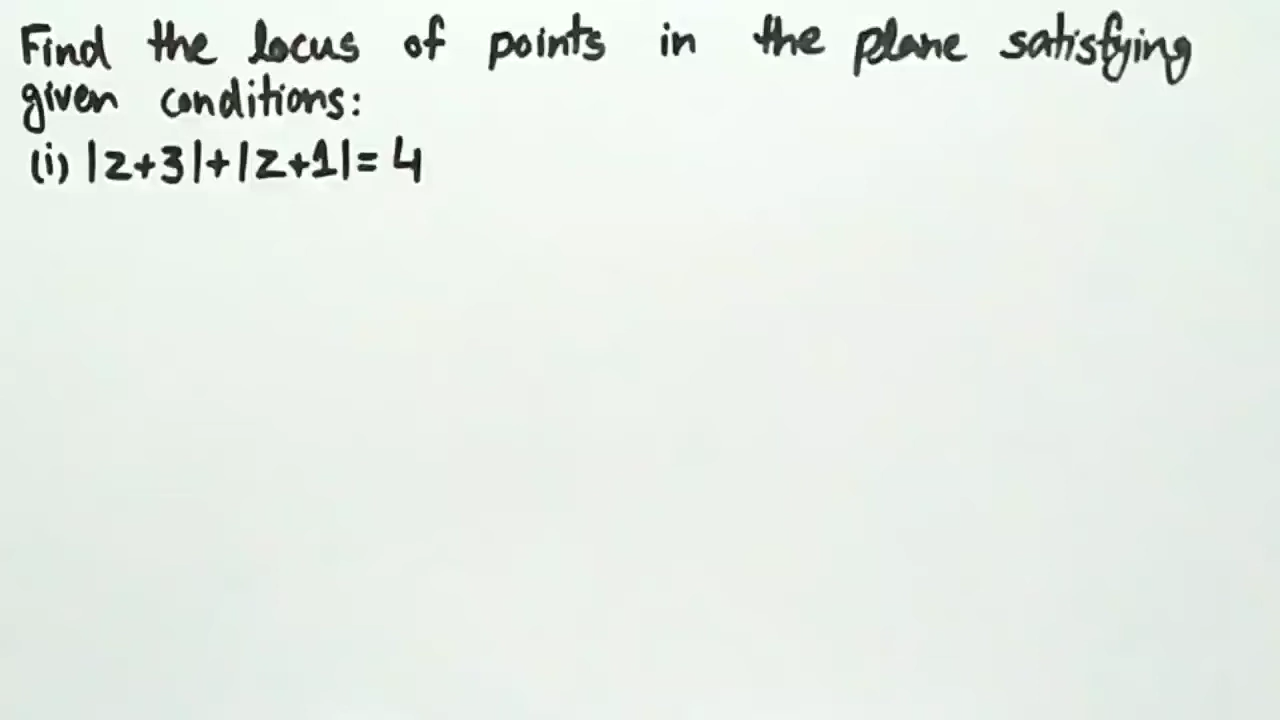 Find the locus of points in the plane satisfying
given conditions:
(i) |z+3|+|z+1|= 4